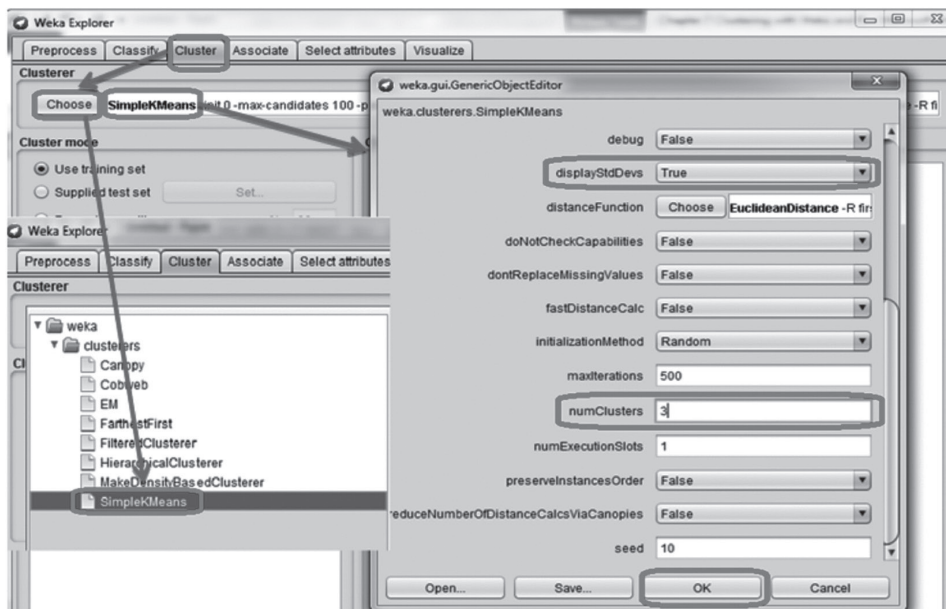 Weka Explorer
Preprocess Classify Cluster Associate Select attributes Visualize
Clusterer
Choose SimpleKMeans -init 0 -max-candidates 100 -p
-R fi
Cluster mode
Use training set
Supplied test set Set...
Weka Explorer
Preprocess Classify Cluster Associate Select attributes
Clusterer
weka
clusterers
Canopy
Cobweb
EM
FarthestFirst
FilteredClusterer
HierarchicalClusterer
MakeDensityBasedClusterer
SimpleKMeans
weka.gui.GenericObjectEditor
weka.clusterers.SimpleKMeans
debug False
displayStdDevs True
distanceFunction Choose EuclideanDistance -R firs
doNotCheckCapabilities False
dontReplaceMissingValues False
fastDistanceCalc False
initializationMethod Random
maxIterations 500
numClusters 3
numExecutionSlots 1
preserveInstancesOrder False
reduceNumberOfDistanceCalcsViaCanopies False
seed 10
Open... Save... OK Cancel